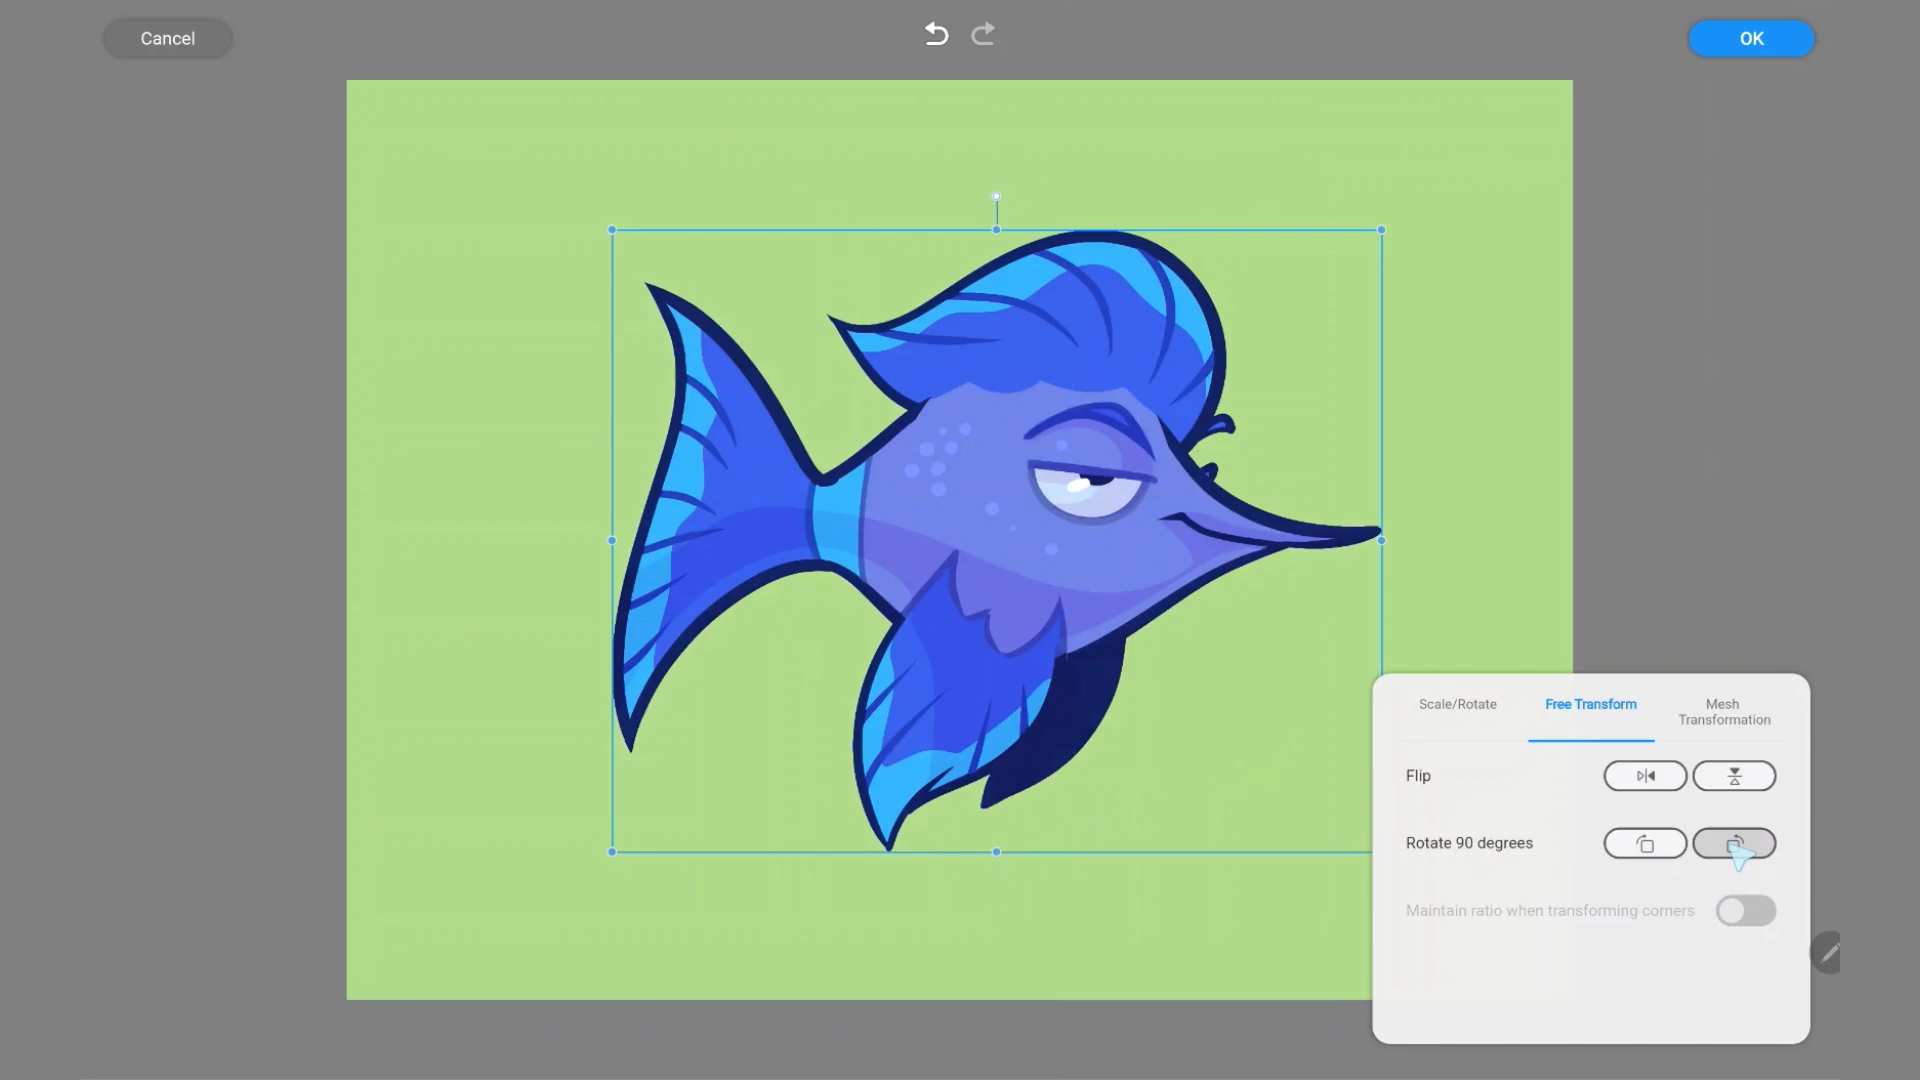 Cancel
OK
Scale/Rotate
Free Transform
Mesh
Transformation
Flip
Rotate 90 degrees
Maintain ratio when transforming corners